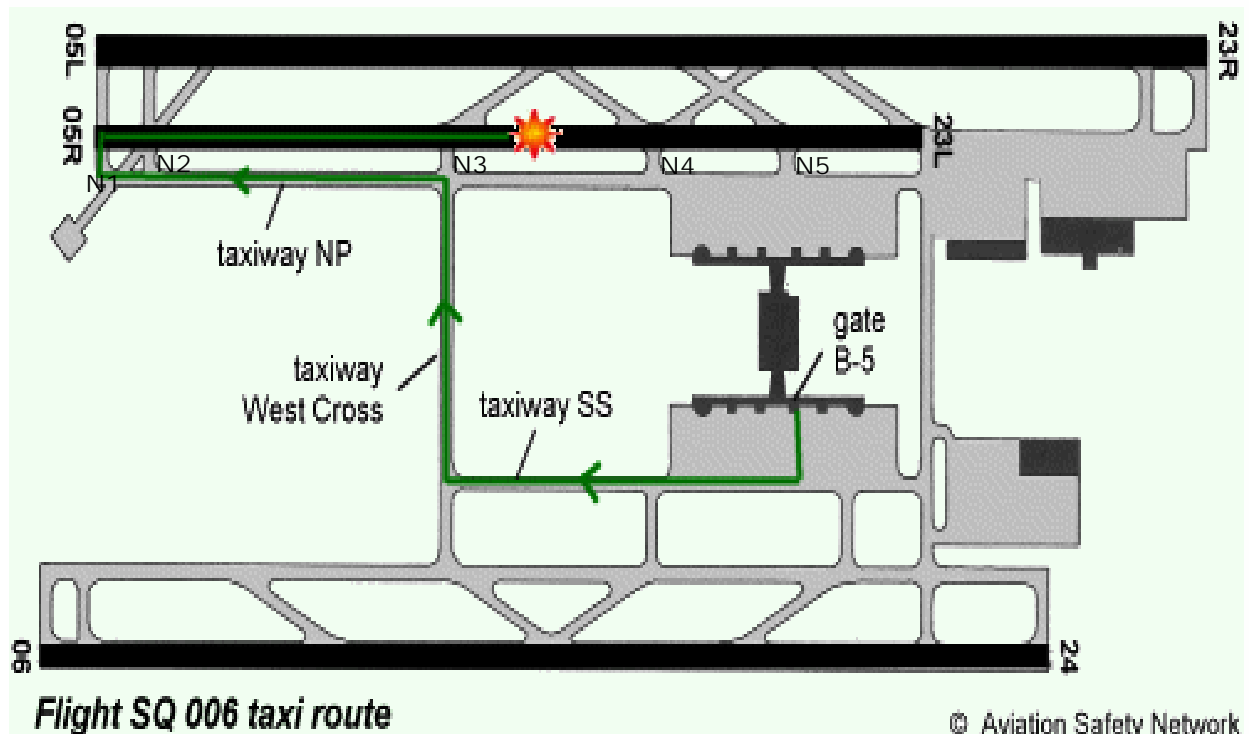 05L
23R
05R
23L
N1
N2
N3
N4
N5
taxiway NP
gate
B-5
taxiway
West Cross
taxiway SS
06
24
Flight SQ 006 taxi route
© Aviation Safety Network